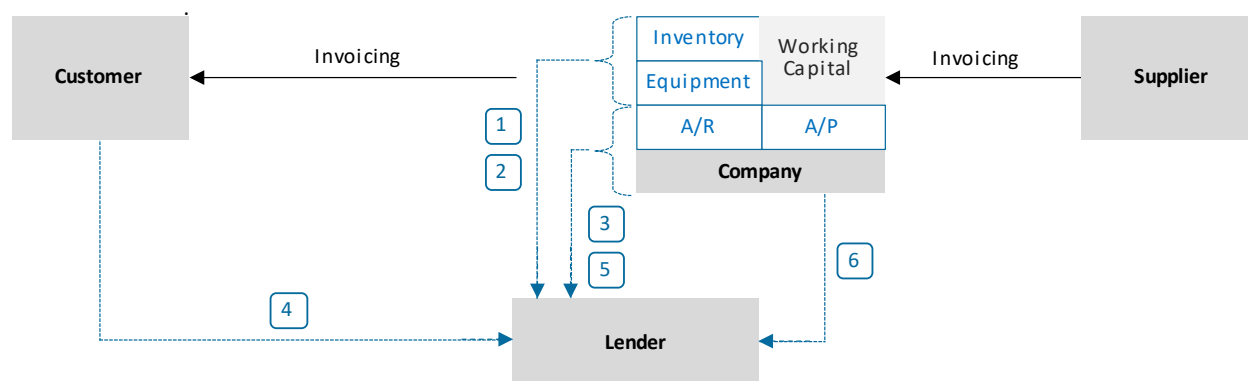 Customer
Invoicing
Inventory
Equipment
Working
Capital
A/R
A/P
Company
Invoicing
Supplier
1
2
3
5
6
4
Lender